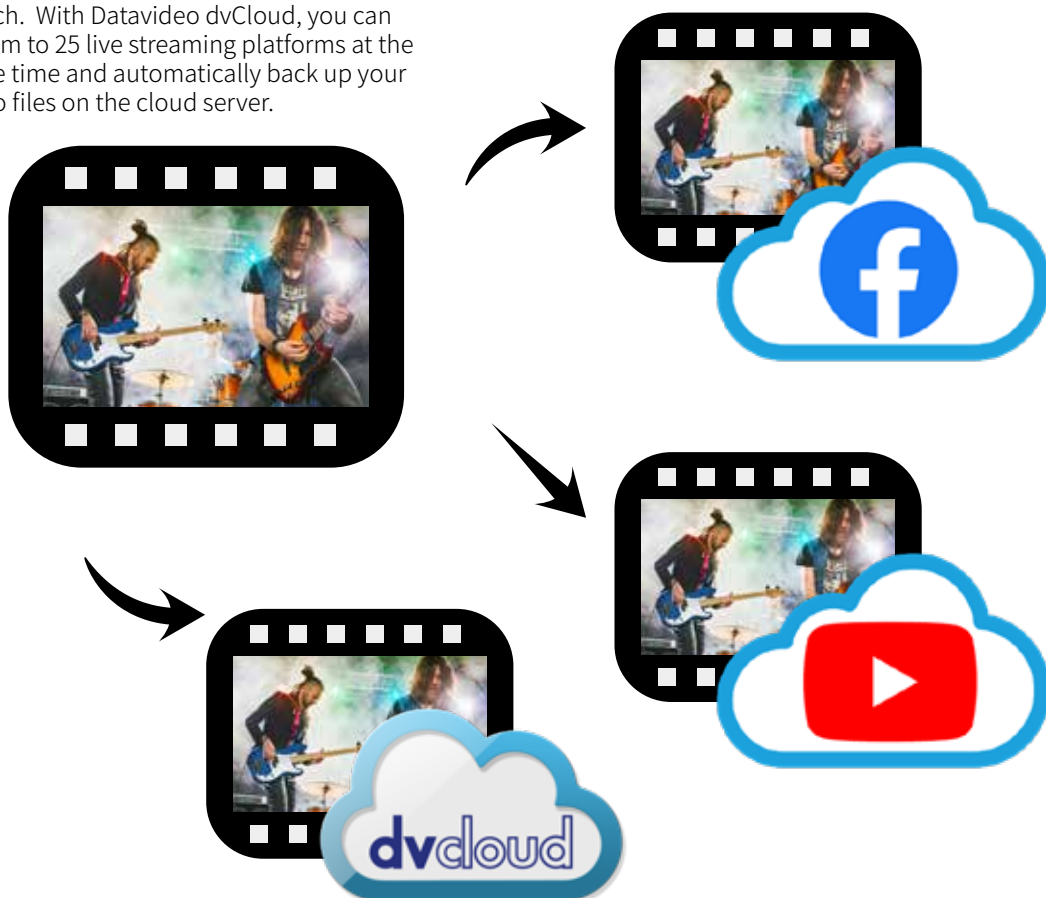 ch.  With Datavideo dvCloud, you can
m to 25 live streaming platforms at the
e time and automatically back up your
o files on the cloud server.
f
dvcloud